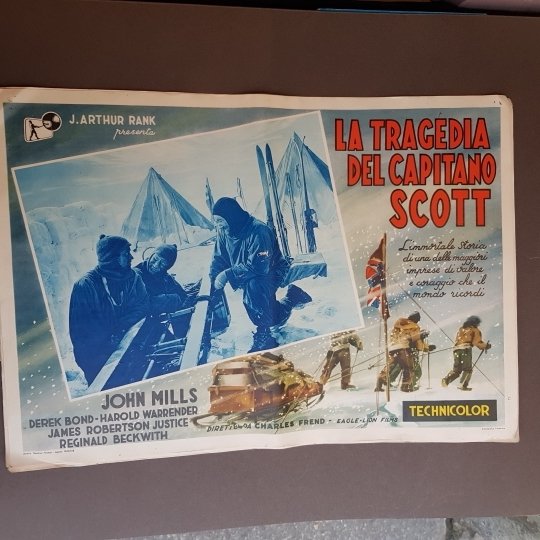 J. ARTHUR RANK
presenta
LA TRAGEDIA
DEL CAPITANO
SCOTT
L'immortale storia
di una delle maggiori
imprese di valore
e coraggio che il
mondo ricordi
JOHN MILLS
DEREK BOND - HAROLD WARRENDER
JAMES ROBERTSON JUSTICE
REGINALD BECKWITH
DIRETTO DA CHARLES FREND - EAGLE-LION FILMS
TECHNICOLOR